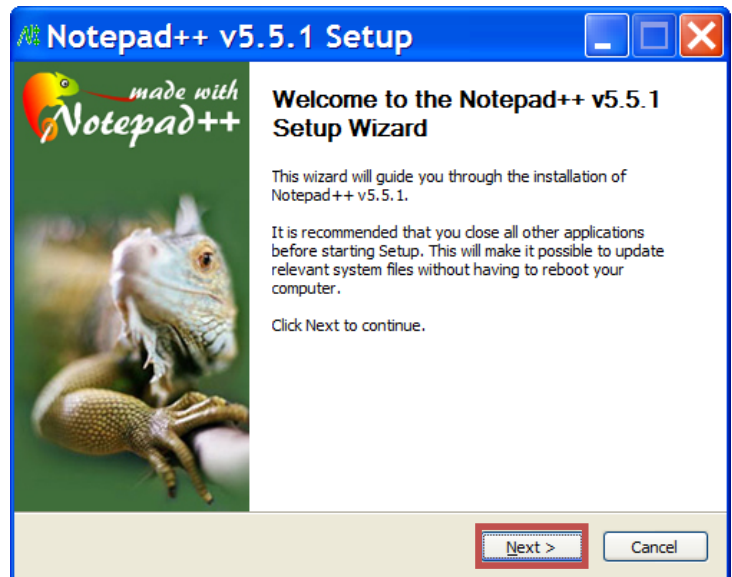 Notepad++ v5.5.1 Setup
made with
Notepad++
Welcome to the Notepad++ v5.5.1
Setup Wizard
This wizard will guide you through the installation of
Notepad++ v5.5.1.
It is recommended that you close all other applications
before starting Setup. This will make it possible to update
relevant system files without having to reboot your
computer.
Click Next to continue.
Next >
Cancel